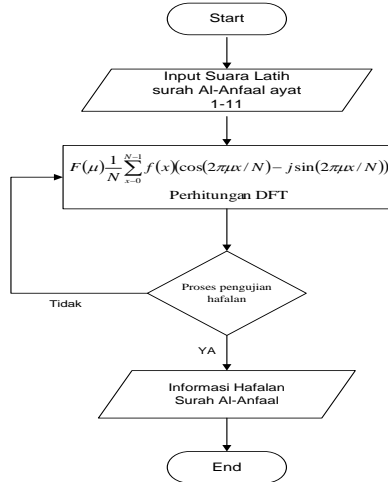 Start
Input Suara Latih
surah Al-Anfaal ayat
1-11
F(μ) 1/N ∑_{x=0}^{N-1} f(x)(cos(2πμx/N) − j sin(2πμx/N))
Perhitungan DFT
Proses pengujian
hafalan
Tidak
YA
Informasi Hafalan
Surah Al-Anfaal
End